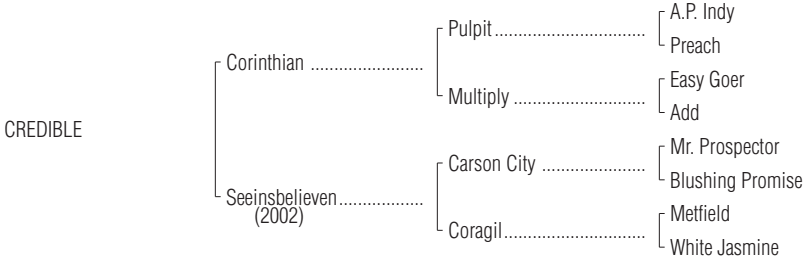 A.P. Indy
Pulpit
Preach
Corinthian
Easy Goer
Multiply
Add
CREDIBLE
Mr. Prospector
Carson City
Blushing Promise
Seeinsbelieven
(2002)
Metfield
Coragil
White Jasmine